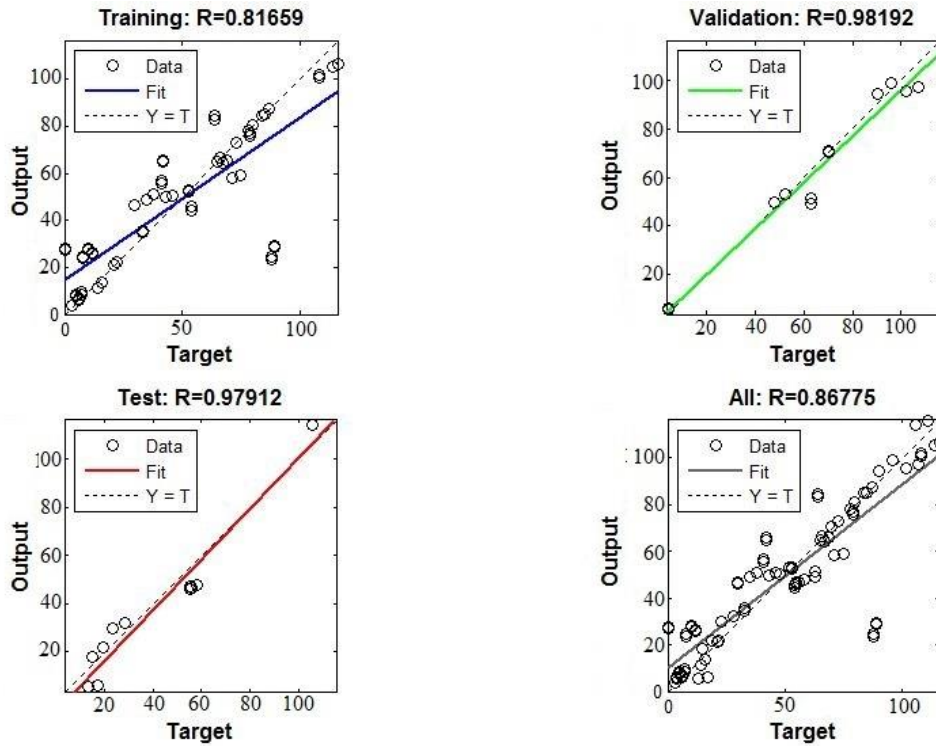 Training: R=0.81659
Data
Fit
Y = T
100
80
60
40
20
0
Output
0
50
100
Target
Validation: R=0.98192
Data
Fit
Y = T
100
80
60
40
20
Output
20
40
60
80
100
Target
Test: R=0.97912
Data
Fit
Y = T
100
80
60
40
20
Output
20
40
60
80
100
Target
All: R=0.86775
Data
Fit
Y = T
100
80
60
40
20
0
Output
0
50
100
Target